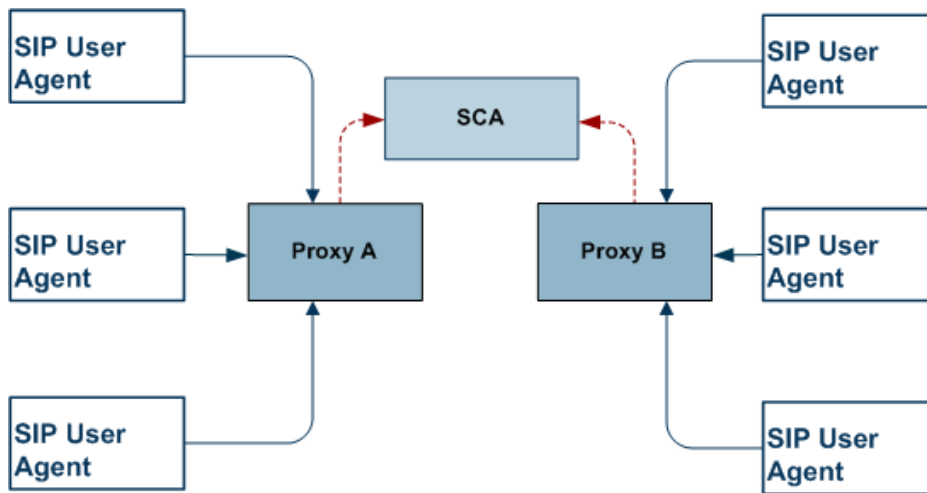 SIP User
Agent
SIP User
Agent
SCA
SIP User
Agent
Proxy A
Proxy B
SIP User
Agent
SIP User
Agent
SIP User
Agent